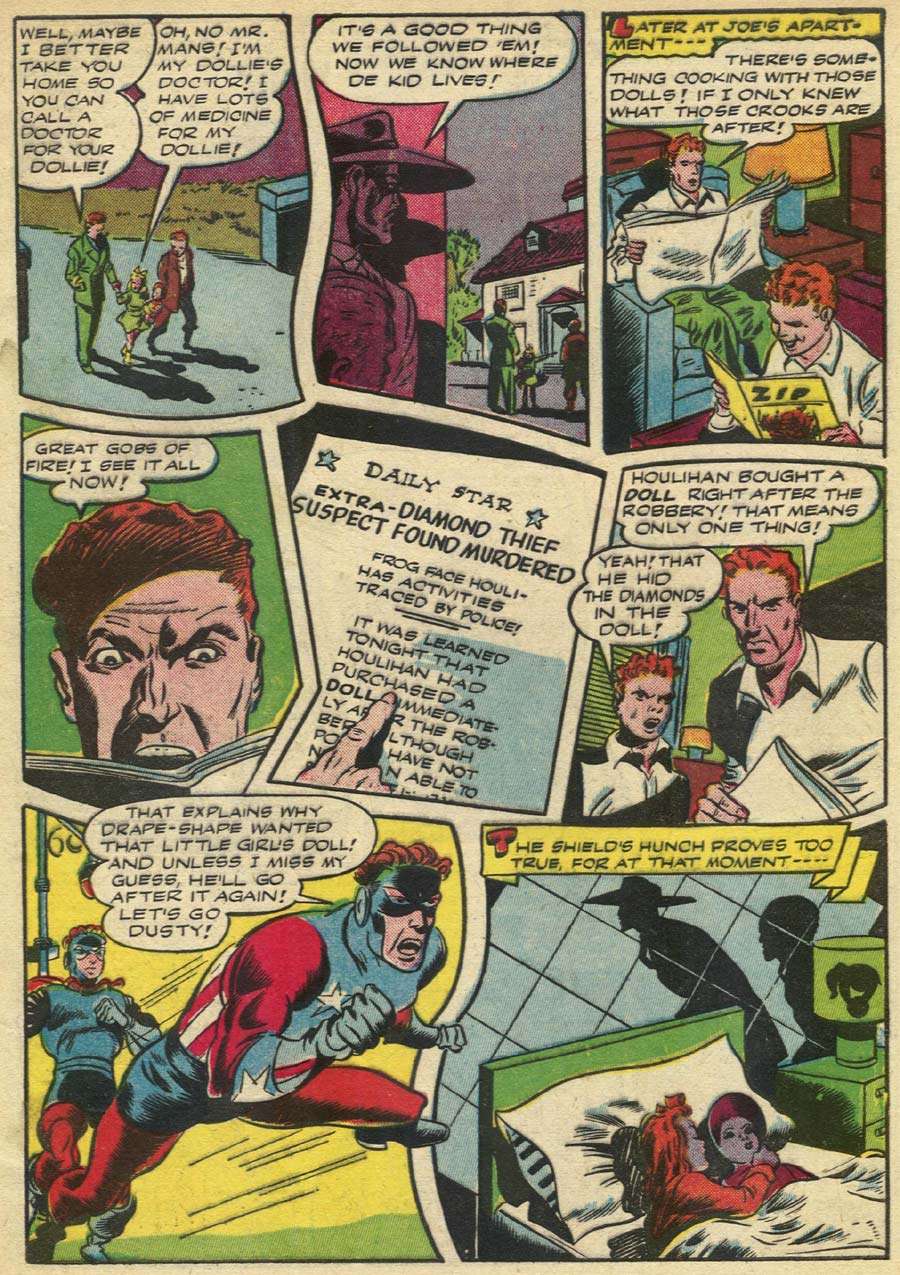 WELL, MAYBE
I BETTER
TAKE YOU
HOME SO
YOU CAN
CALL A
DOCTOR
FOR YOUR
DOLLIE!
OH, NO MR.
MANS! I'M
MY DOLLIE'S
DOCTOR! I
HAVE LOTS
OF MEDICINE
FOR MY
DOLLIE!
IT'S A GOOD THING
WE FOLLOWED 'EM!
NOW WE KNOW WHERE
DE KID LIVES!
LATER AT JOE'S APART-
MENT---
THERE'S SOME-
THING COOKING WITH THOSE
DOLLS! IF I ONLY KNEW
WHAT THOSE CROOKS ARE
AFTER!
ZIP
GREAT GOBS OF
FIRE! I SEE IT ALL
NOW!
DAILY STAR
EXTRA-DIAMOND THIEF
SUSPECT FOUND MURDERED
FROG FACE HOULI-
HAN ACTIVITIES
TRACED BY POLICE!
IT WAS LEARNED
TONIGHT THAT
HOULIHAN HAD
PURCHASED A
DOLL IMMEDIATE-
LY THE ROB-
HAVE NOT
ABLE TO
HOULIHAN BOUGHT A
DOLL RIGHT AFTER THE
ROBBERY! THAT MEANS
ONLY ONE THING!
YEAH! THAT
HE HID
THE DIAMONDS
IN THE
DOLL!
THAT EXPLAINS WHY
DRAPE-SHAPE WANTED
THAT LITTLE GIRL'S DOLL!
AND UNLESS I MISS MY
GUESS, HE'LL GO
AFTER IT AGAIN!
LET'S GO
DUSTY!
THE SHIELD'S HUNCH PROVES TOO
TRUE, FOR AT THAT MOMENT----